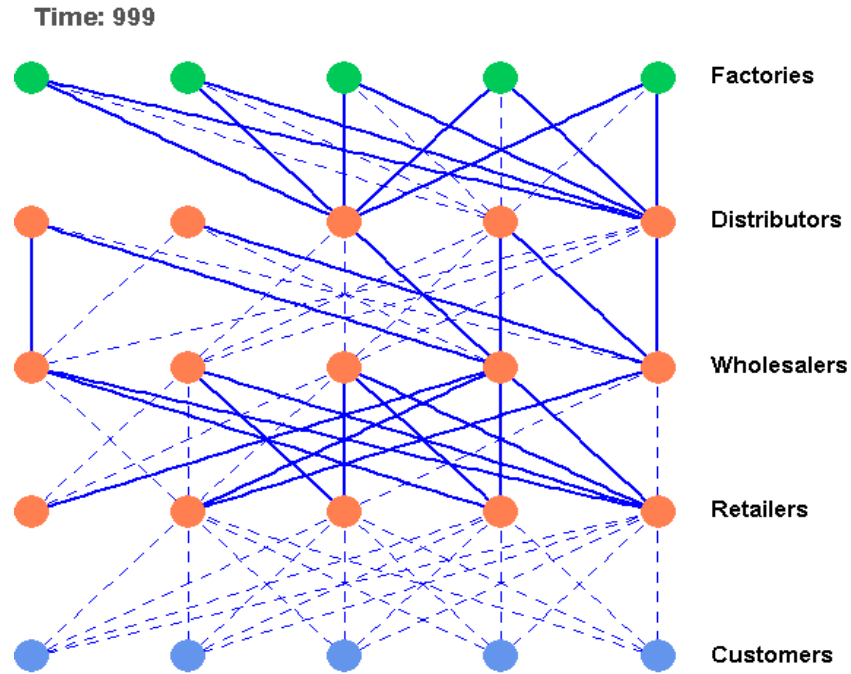 Time: 999
Factories
Distributors
Wholesalers
Retailers
Customers